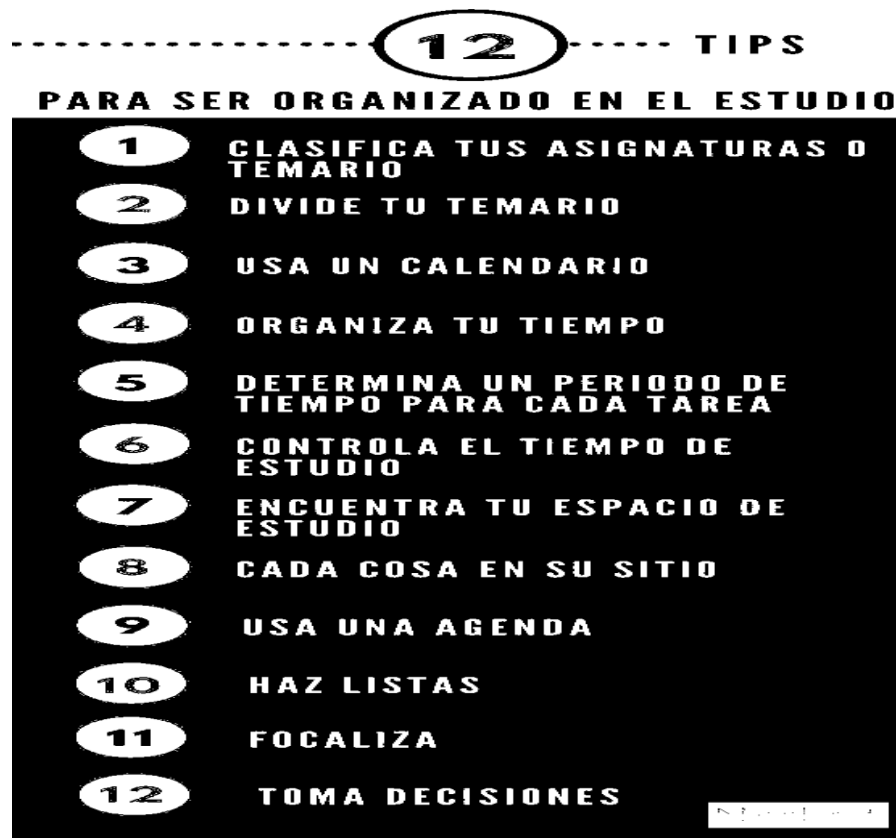 12 TIPS
PARA SER ORGANIZADO EN EL ESTUDIO
1 CLASIFICA TUS ASIGNATURAS O
TEMARIO
2 DIVIDE TU TEMARIO
3 USA UN CALENDARIO
4 ORGANIZA TU TIEMPO
5 DETERMINA UN PERIODO DE
TIEMPO PARA CADA TAREA
6 CONTROLA EL TIEMPO DE
ESTUDIO
7 ENCUENTRA TU ESPACIO DE
ESTUDIO
8 CADA COSA EN SU SITIO
9 USA UNA AGENDA
10 HAZ LISTAS
11 FOCALIZA
12 TOMA DECISIONES